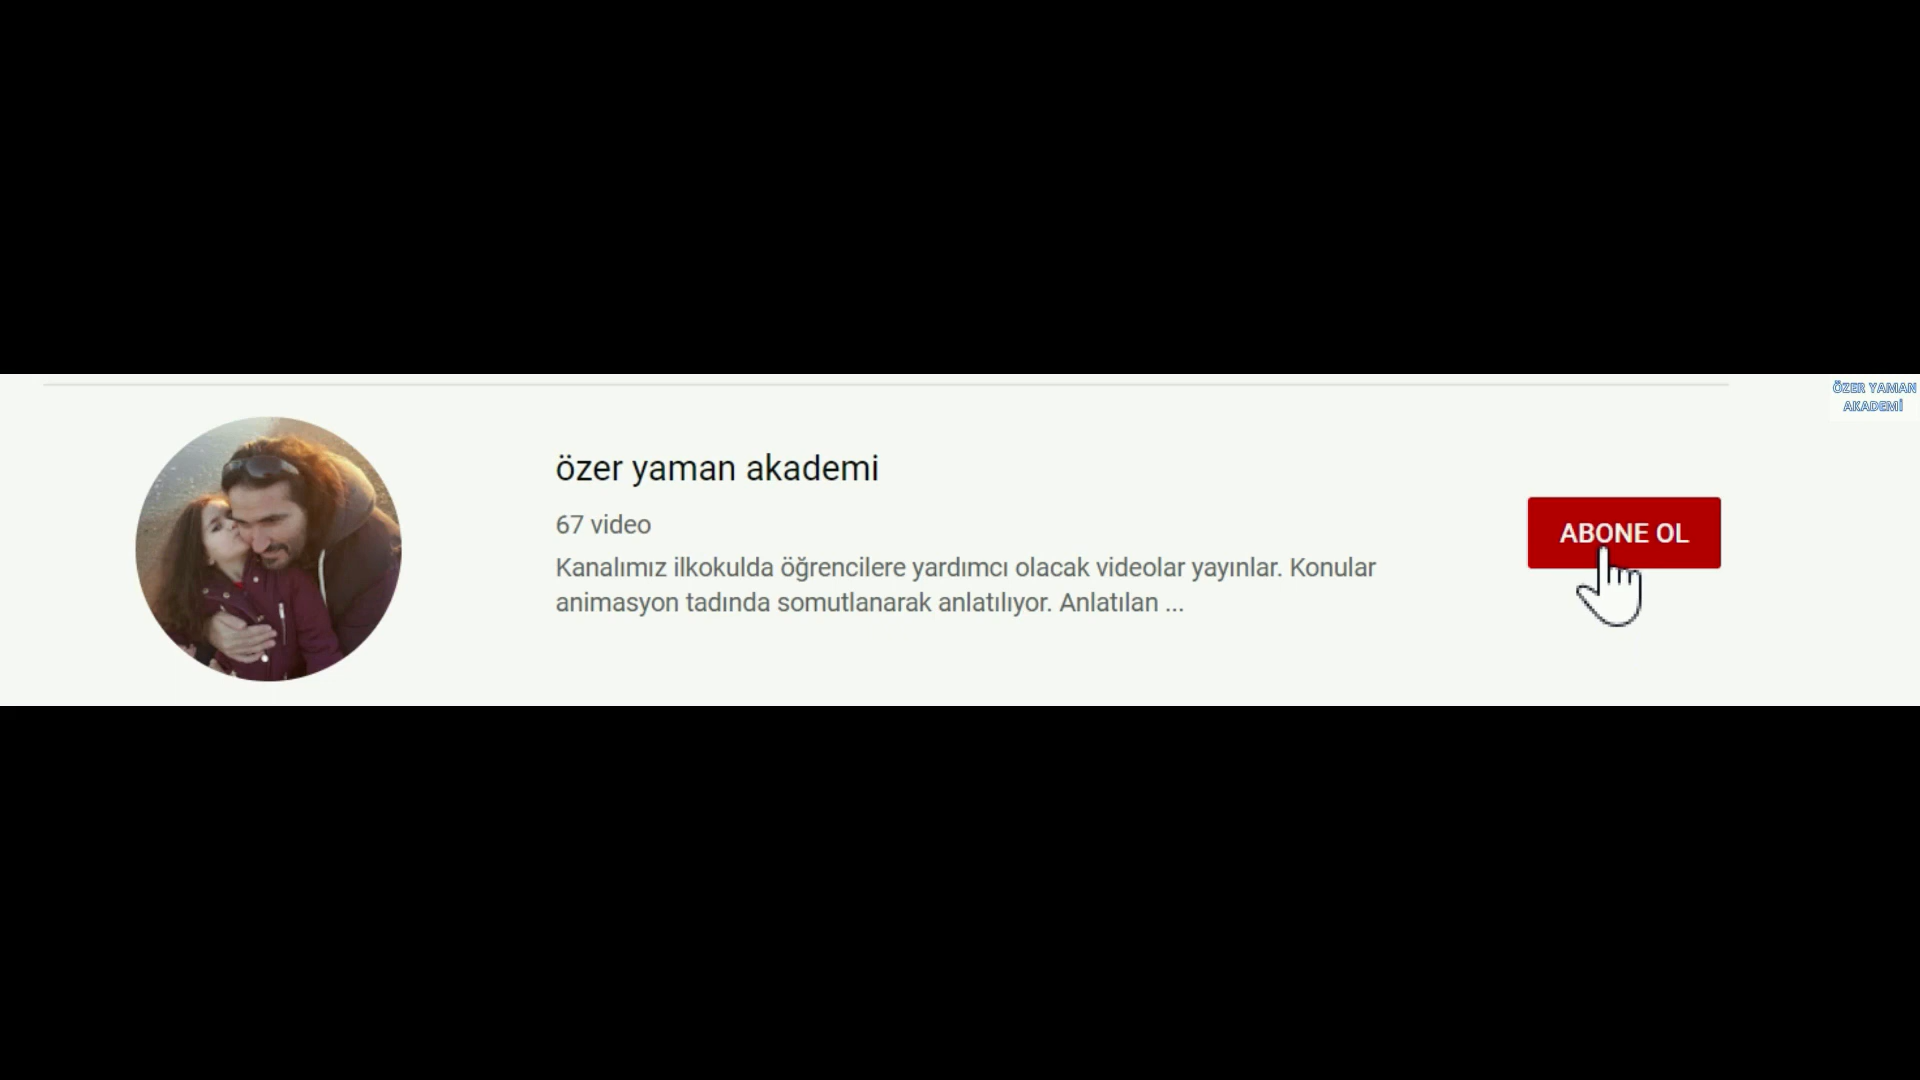 ÖZER YAMAN
AKADEMİ
özer yaman akademi
67 video
ABONE OL
Kanalımız ilkokulda öğrencilere yardımcı olacak videolar yayınlar. Konular
animasyon tadında somutlanarak anlatılıyor. Anlatılan ...